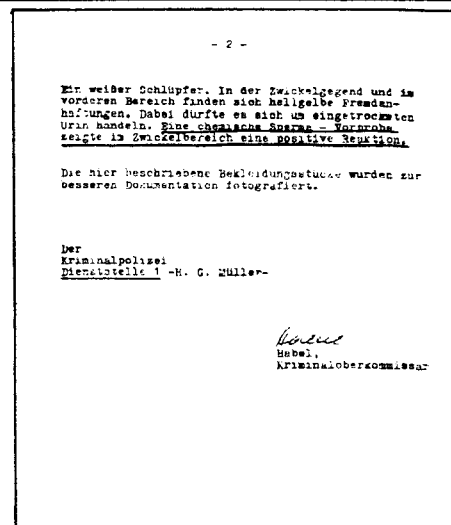 - 2 -
Ein weißer Schlüpfer. In der Zwickelgegend und im
vorderen Bereich finden sich hellgelbe Fremdan-
haftungen. Dabei dürfte es sich um eingetrockneten
Urin handeln. Eine chemische Sperma - Vorprobe
zeigte im Zwickelbereich eine positive Reaktion.
Die hier beschriebene Bekleidungsstücke wurden zur
besseren Dokumentation fotografiert.
Der
Kriminalpolizei
Dienststelle 1 -H. G. Müller-
Habel,
Kriminaloberkommissar